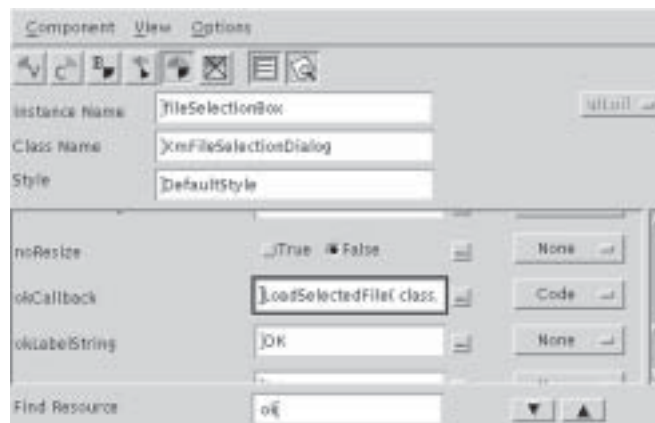 Component View Options
Instance Name fileSelectionBox
Class Name XmFileSelectionDialog
Style DefaultStyle
noResize True False None
okCallback LoadSelectedFile( class, Code
okLabelString OK None
Find Resource ok